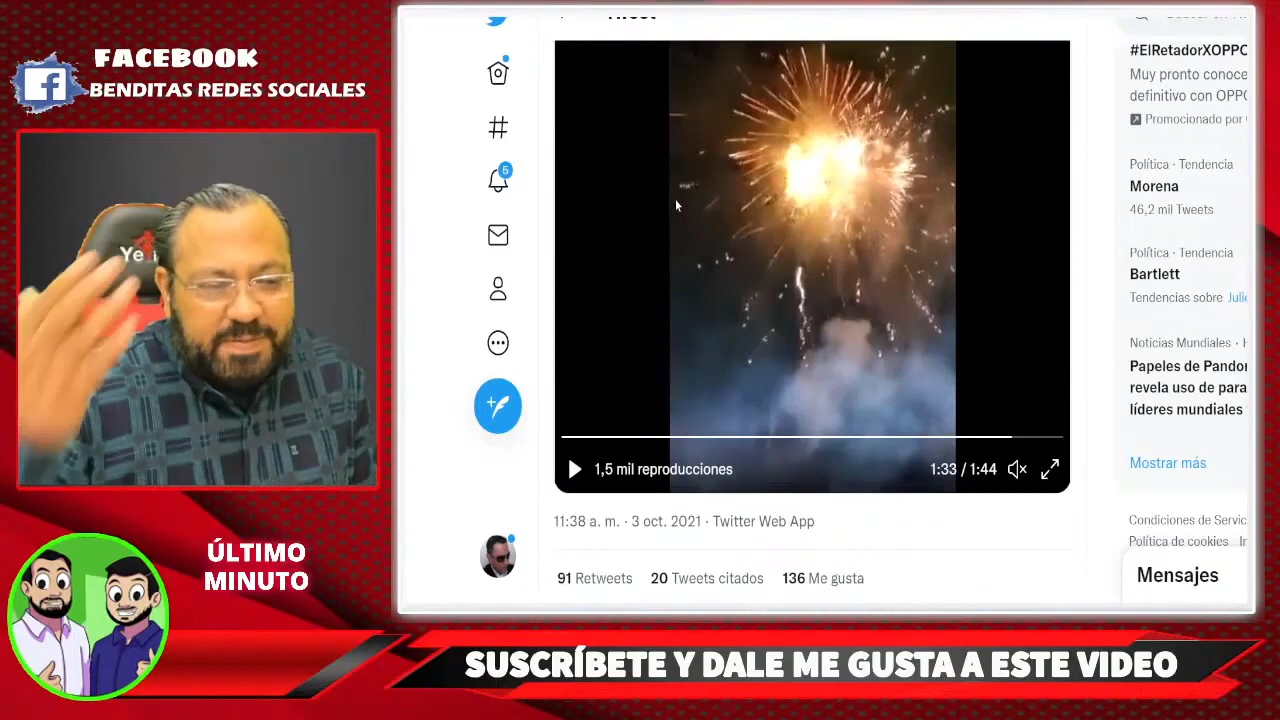 FACEBOOK
BENDITAS REDES SOCIALES
ÚLTIMO
MINUTO
Tweet
5
1,5 mil reproducciones
1:33 / 1:44
11:38 a. m. · 3 oct. 2021 · Twitter Web App
91 Retweets 20 Tweets citados 136 Me gusta
#ElRetadorXOPPO
Muy pronto conoce
definitivo con OPPO
Promocionado por
Política · Tendencia
Morena
46,2 mil Tweets
Política · Tendencia
Bartlett
Tendencias sobre Julio
Noticias Mundiales ·
Papeles de Pandor
revela uso de para
líderes mundiales
Mostrar más
Condiciones de Servic
Política de cookies
Mensajes
SUSCRÍBETE Y DALE ME GUSTA A ESTE VIDEO